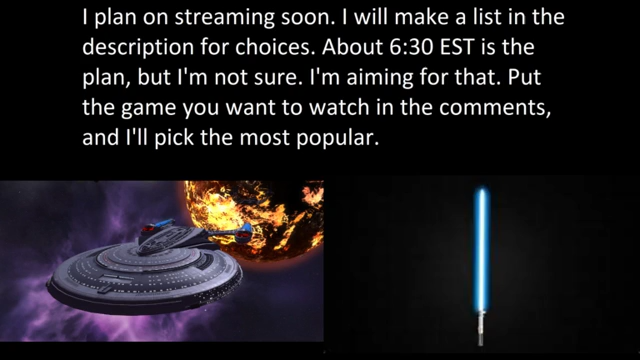 I plan on streaming soon. I will make a list in the
description for choices. About 6:30 EST is the
plan, but I'm not sure. I'm aiming for that. Put
the game you want to watch in the comments,
and I'll pick the most popular.